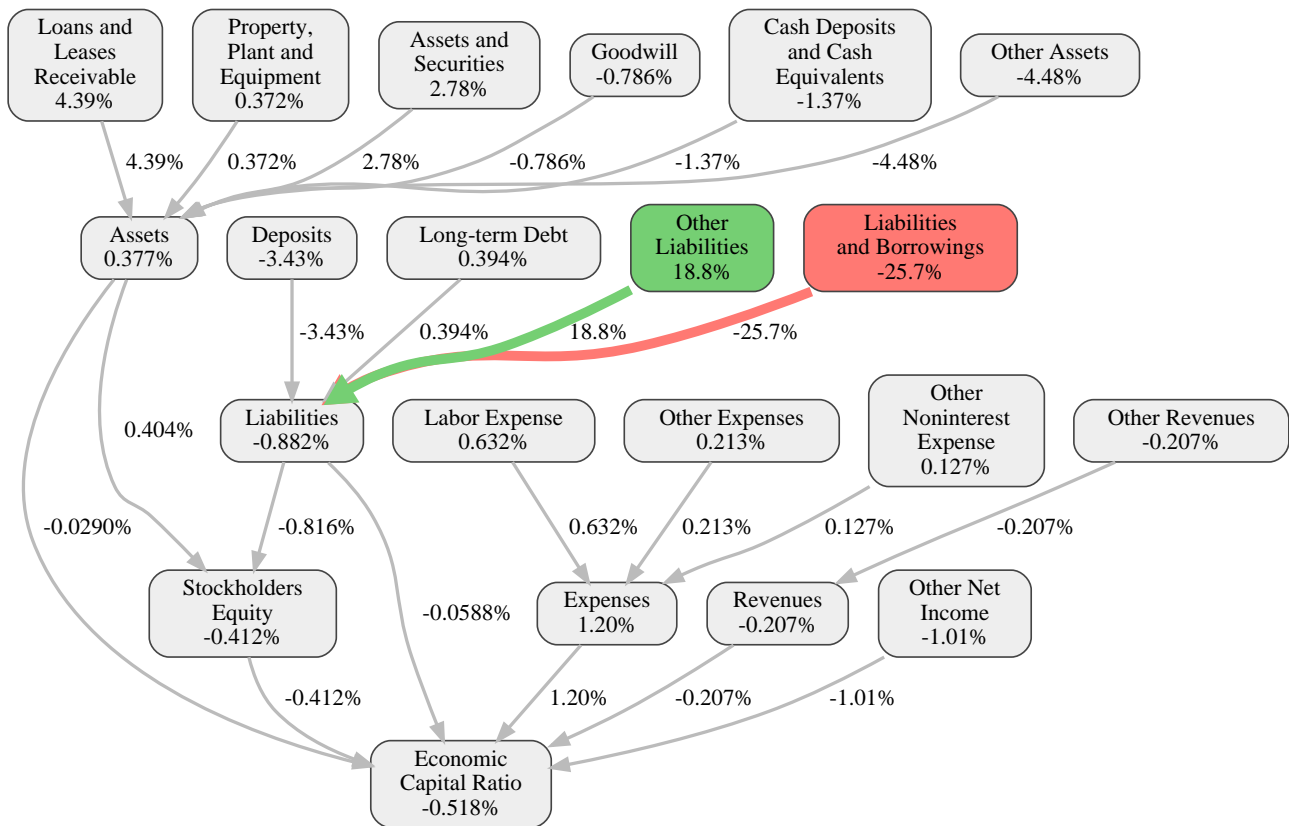 Loans and
Leases
Receivable
4.39%
Property,
Plant and
Equipment
0.372%
Assets and
Securities
2.78%
Goodwill
-0.786%
Cash Deposits
and Cash
Equivalents
-1.37%
Other Assets
-4.48%
4.39%
0.372%
2.78%
-0.786%
-1.37%
-4.48%
Assets
0.377%
Deposits
-3.43%
Long-term Debt
0.394%
Other
Liabilities
18.8%
Liabilities
and Borrowings
-25.7%
-3.43%
0.394%
18.8%
-25.7%
0.404%
Liabilities
-0.882%
Labor Expense
0.632%
Other Expenses
0.213%
Other
Noninterest
Expense
0.127%
Other Revenues
-0.207%
-0.0290%
-0.816%
0.632%
0.213%
0.127%
-0.207%
Stockholders
Equity
-0.412%
-0.0588%
Expenses
1.20%
Revenues
-0.207%
Other Net
Income
-1.01%
-0.412%
1.20%
-0.207%
-1.01%
Economic
Capital Ratio
-0.518%